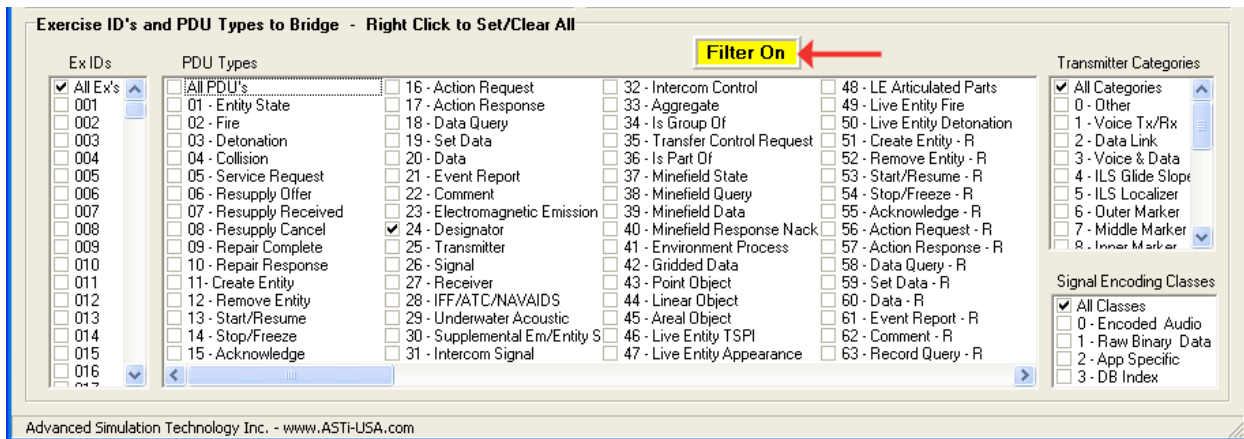 Exercise ID's and PDU Types to Bridge - Right Click to Set/Clear All
Filter On
Ex IDs
All Ex's
001
002
003
004
005
006
007
008
009
010
011
012
013
014
015
016
017
PDU Types
All PDU's
01 - Entity State
02 - Fire
03 - Detonation
04 - Collision
05 - Service Request
06 - Resupply Offer
07 - Resupply Received
08 - Resupply Cancel
09 - Repair Complete
10 - Repair Response
11- Create Entity
12 - Remove Entity
13 - Start/Resume
14 - Stop/Freeze
15 - Acknowledge
16 - Action Request
17 - Action Response
18 - Data Query
19 - Set Data
20 - Data
21 - Event Report
22 - Comment
23 - Electromagnetic Emission
24 - Designator
25 - Transmitter
26 - Signal
27 - Receiver
28 - IFF/ATC/NAVAIDS
29 - Underwater Acoustic
30 - Supplemental Em/Entity S
31 - Intercom Signal
32 - Intercom Control
33 - Aggregate
34 - Is Group Of
35 - Transfer Control Request
36 - Is Part Of
37 - Minefield State
38 - Minefield Query
39 - Minefield Data
40 - Minefield Response Nack
41 - Environment Process
42 - Gridded Data
43 - Point Object
44 - Linear Object
45 - Areal Object
46 - Live Entity TSPI
47 - Live Entity Appearance
48 - LE Articulated Parts
49 - Live Entity Fire
50 - Live Entity Detonation
51 - Create Entity - R
52 - Remove Entity - R
53 - Start/Resume - R
54 - Stop/Freeze - R
55 - Acknowledge - R
56 - Action Request - R
57 - Action Response - R
58 - Data Query - R
59 - Set Data - R
60 - Data - R
61 - Event Report - R
62 - Comment - R
63 - Record Query - R
Transmitter Categories
All Categories
0 - Other
1 - Voice Tx/Rx
2 - Data Link
3 - Voice & Data
4 - ILS Glide Slope
5 - ILS Localizer
6 - Outer Marker
7 - Middle Marker
8 - Inner Marker
Signal Encoding Classes
All Classes
0 - Encoded Audio
1 - Raw Binary Data
2 - App Specific
3 - DB Index
Advanced Simulation Technology Inc. - www.ASTi-USA.com